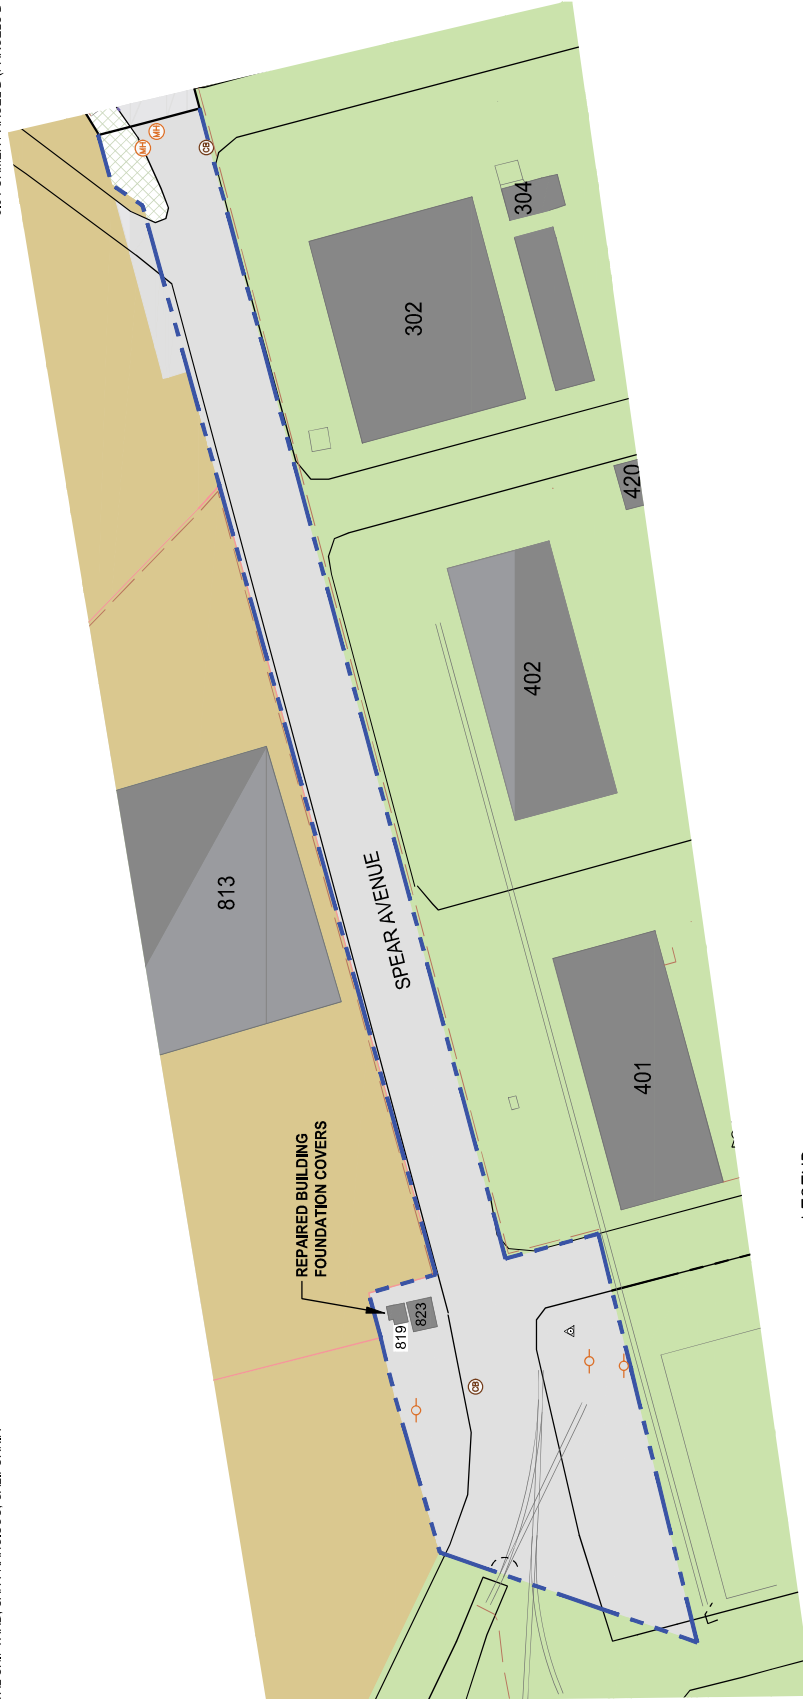 MH
MH
CB
304
302
420
402
813
SPEAR AVENUE
401
REPAIRED BUILDING
FOUNDATION COVERS
819
823
CB